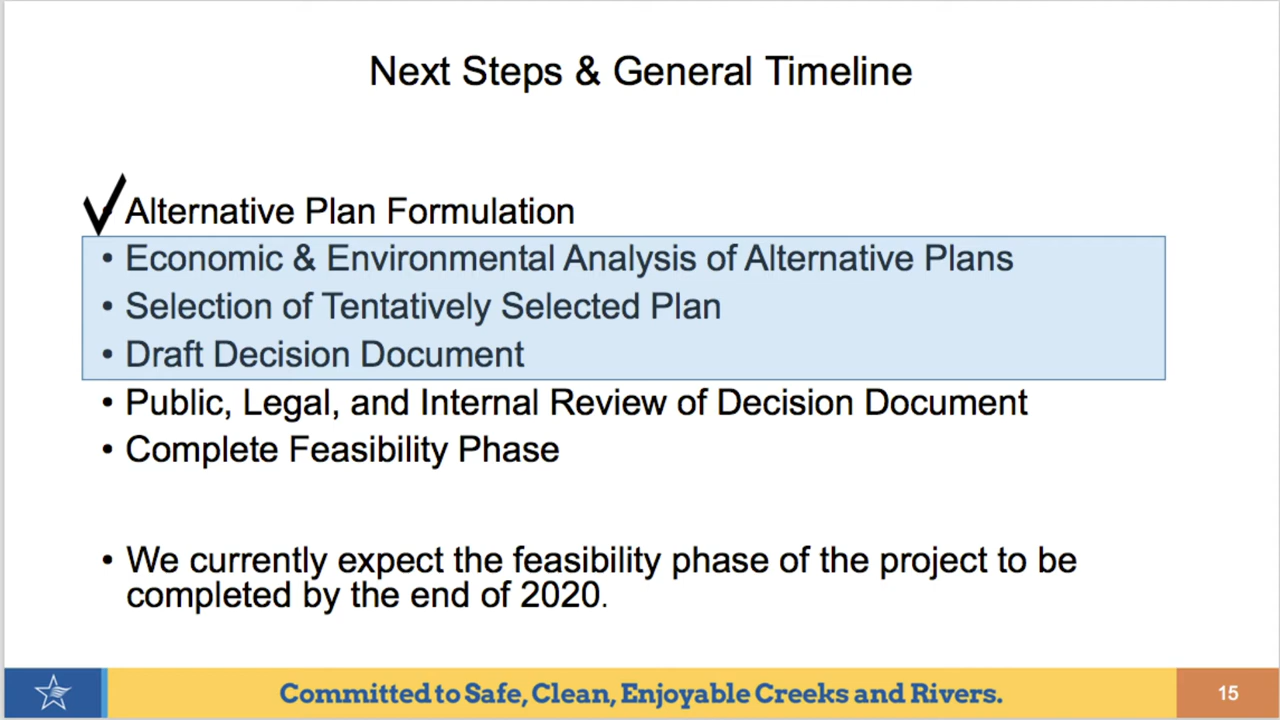 Next Steps & General Timeline
Alternative Plan Formulation
• Economic & Environmental Analysis of Alternative Plans
• Selection of Tentatively Selected Plan
• Draft Decision Document
• Public, Legal, and Internal Review of Decision Document
• Complete Feasibility Phase
• We currently expect the feasibility phase of the project to be
completed by the end of 2020.
Committed to Safe, Clean, Enjoyable Creeks and Rivers.
15